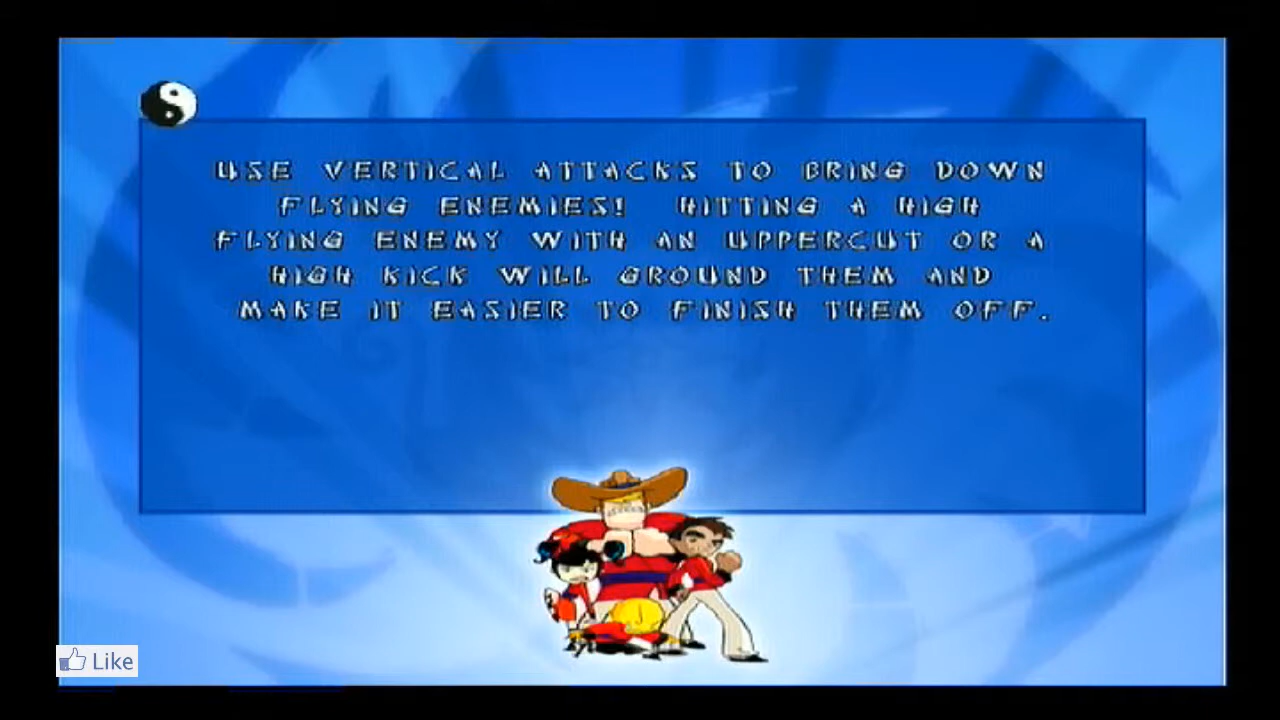 USE VERTICAL ATTACKS TO BRING DOWN
FLYING ENEMIES! HITTING A HIGH
FLYING ENEMY WITH AN UPPERCUT OR A
HIGH KICK WILL GROUND THEM AND
MAKE IT EASIER TO FINISH THEM OFF.
Like